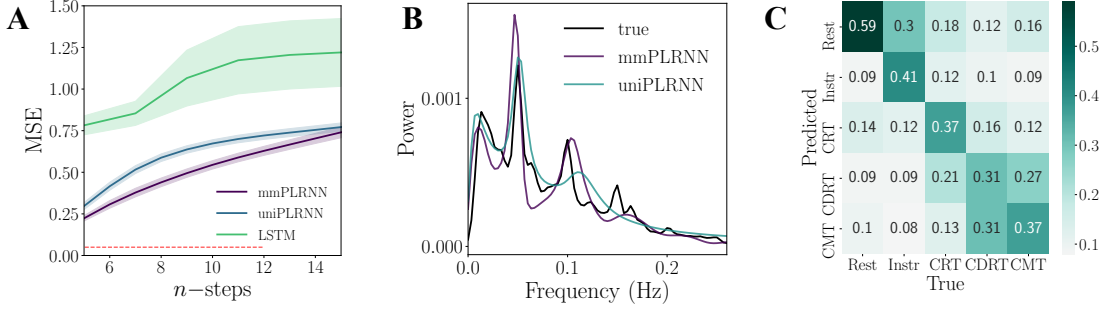 A
MSE
1.50
1.25
1.00
0.75
0.50
0.25
0.00
6
8
10
12
14
n−steps
mmPLRNN
uniPLRNN
LSTM
B
Power
0.001
0.000
0.0
0.1
0.2
Frequency (Hz)
true
mmPLRNN
uniPLRNN
C
Predicted
Rest 0.59 0.3 0.18 0.12 0.16
Instr 0.09 0.41 0.12 0.1 0.09
CRT 0.14 0.12 0.37 0.16 0.12
CDRT 0.09 0.09 0.21 0.31 0.27
CMT 0.1 0.08 0.13 0.31 0.37
Rest Instr CRT CDRT CMT
True
0.5
0.4
0.3
0.2
0.1